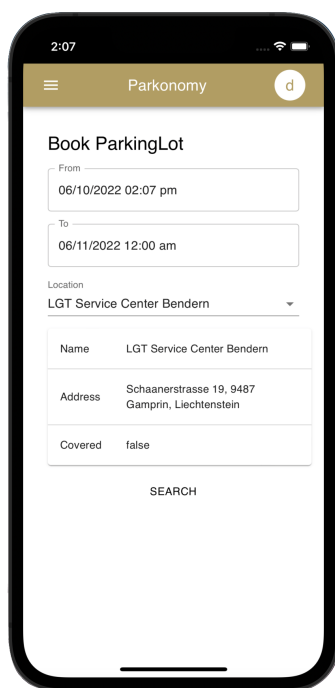 2:07
Parkonomy
d
Book ParkingLot
From
06/10/2022 02:07 pm
To
06/11/2022 12:00 am
Location
LGT Service Center Bendern
Name LGT Service Center Bendern
Address Schaanerstrasse 19, 9487
Gamprin, Liechtenstein
Covered false
SEARCH